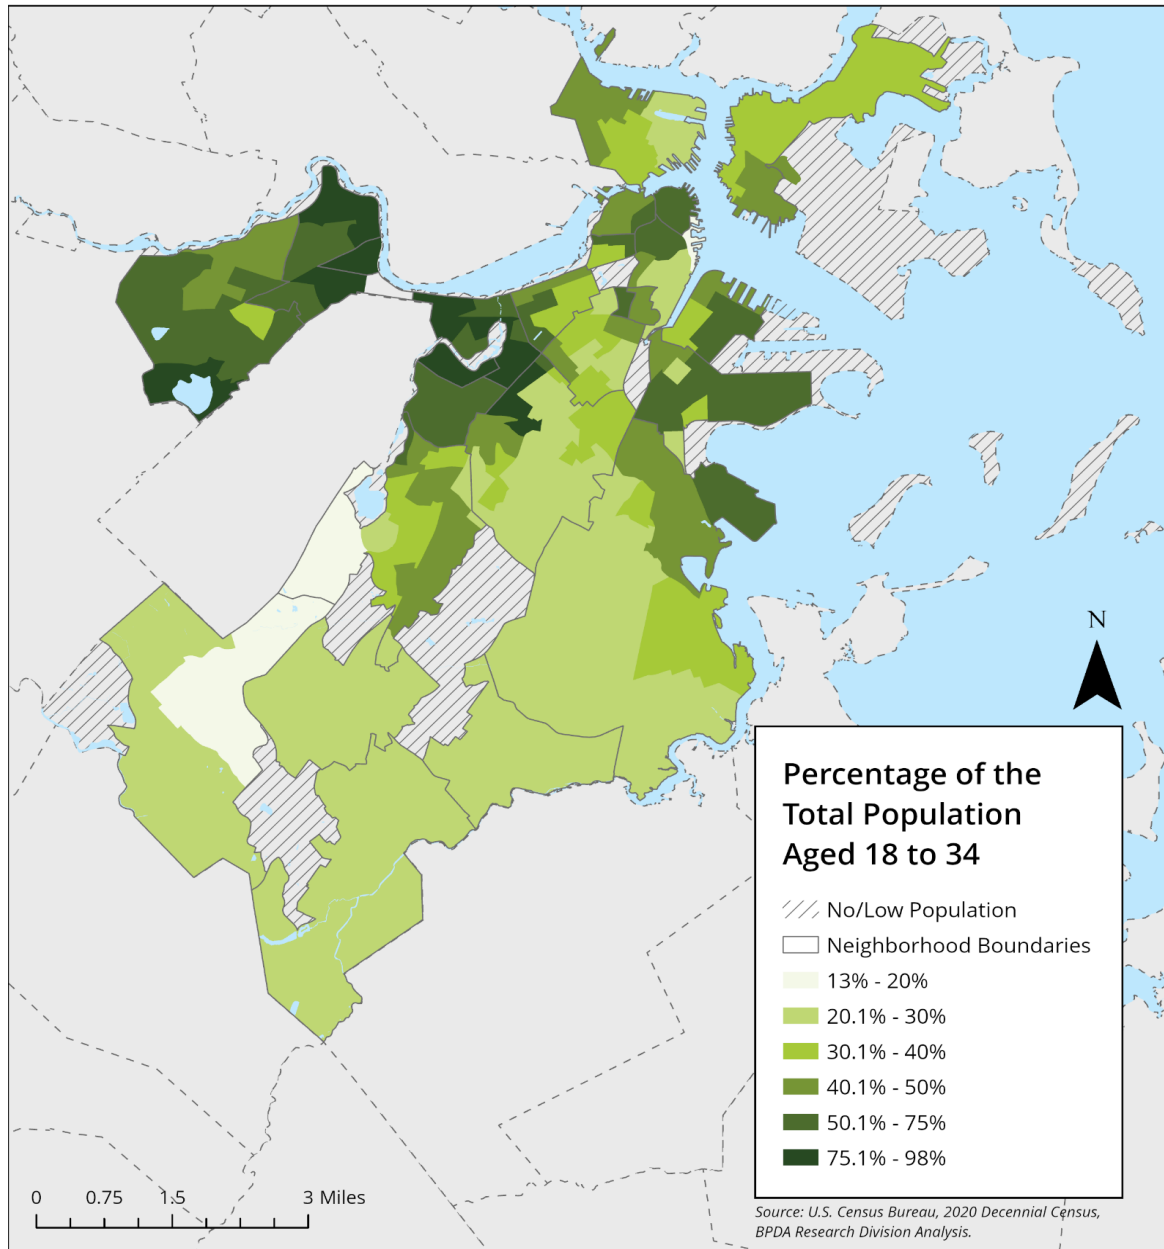 N
Percentage of the
Total Population
Aged 18 to 34
No/Low Population
Neighborhood Boundaries
13% - 20%
20.1% - 30%
30.1% - 40%
40.1% - 50%
50.1% - 75%
75.1% - 98%
0 0.75 1.5 3 Miles
Source: U.S. Census Bureau, 2020 Decennial Census,
BPDA Research Division Analysis.